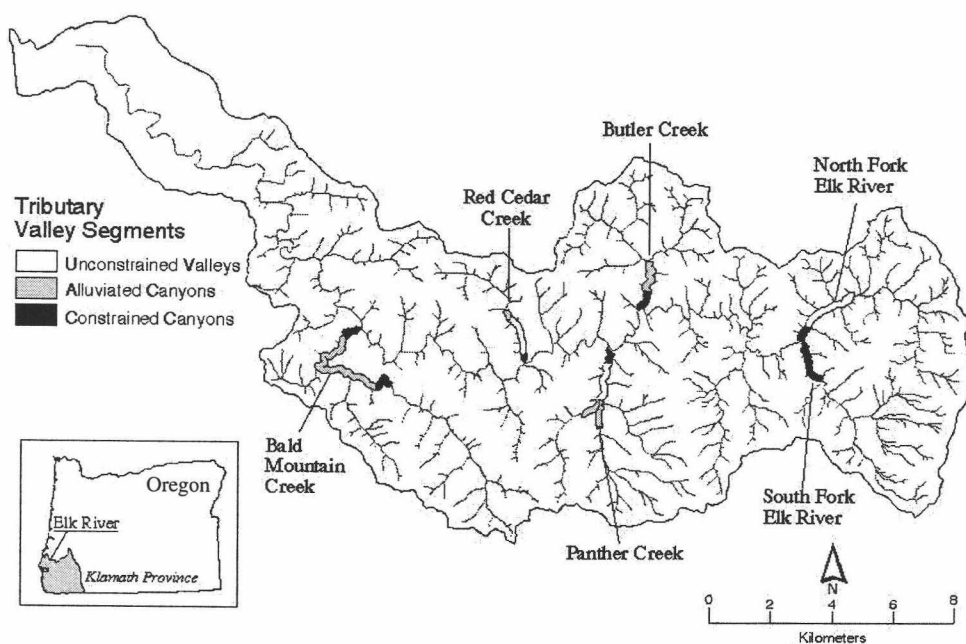 Butler Creek
North Fork
Elk River
Red Cedar
Creek
Tributary
Valley Segments
Unconstrained Valleys
Alluviated Canyons
Constrained Canyons
Bald
Mountain
Creek
Oregon
Elk River
Klamath Province
South Fork
Elk River
Panther Creek
N
0 2 4 6 8
Kilometers